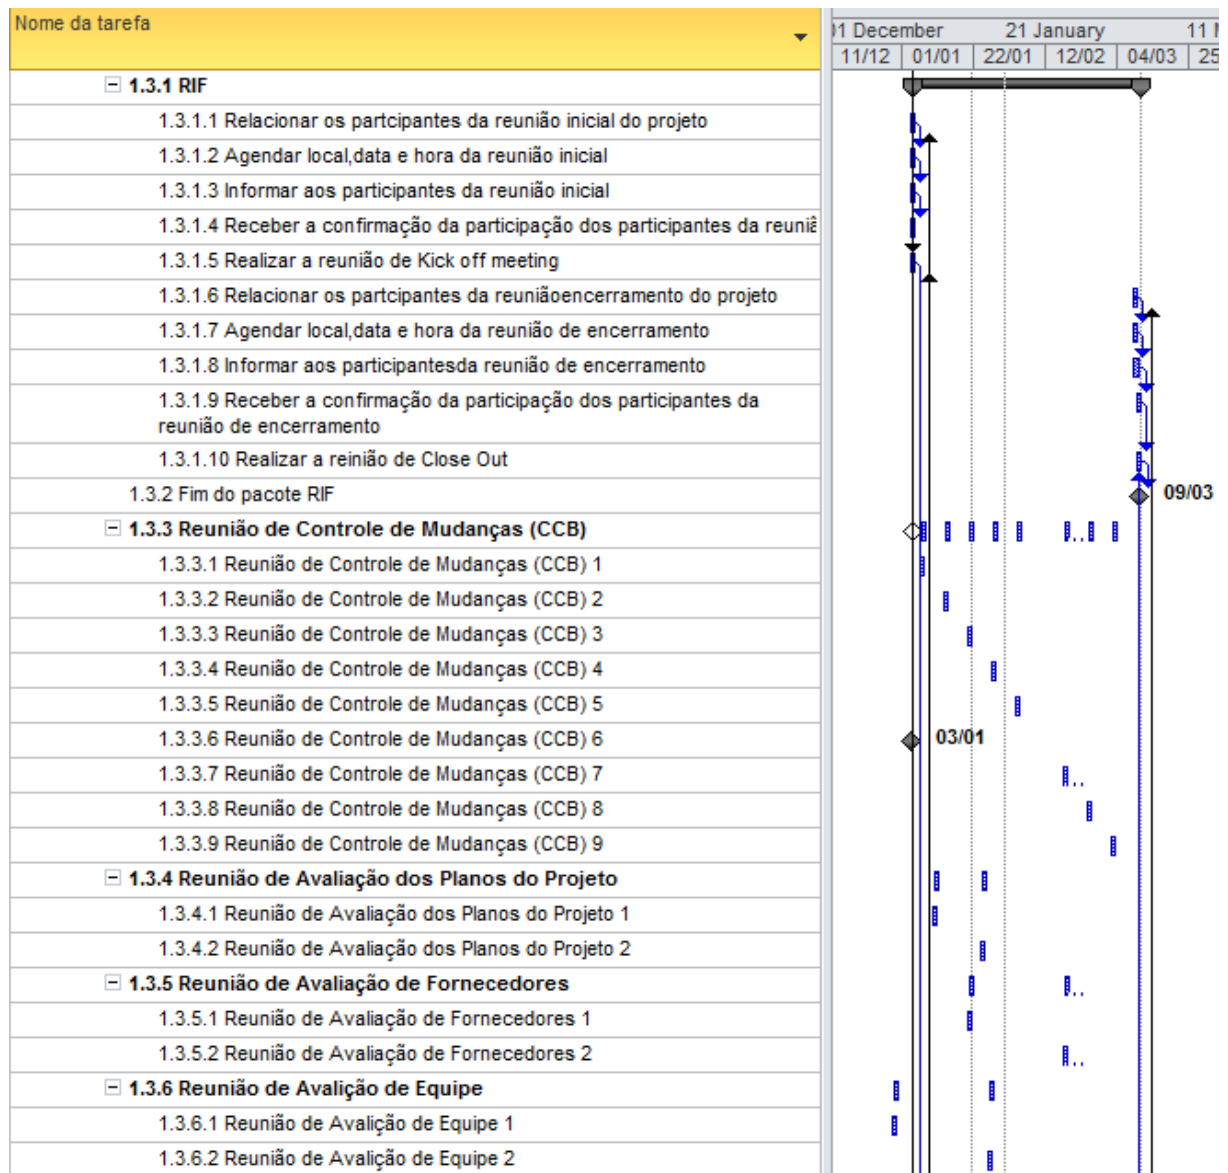 Nome da tarefa
01 December 21 January 11
11/12 01/01 22/01 12/02 04/03 25
1.3.1 RIF
1.3.1.1 Relacionar os partcipantes da reunião inicial do projeto
1.3.1.2 Agendar local,data e hora da reunião inicial
1.3.1.3 Informar aos participantes da reunião inicial
1.3.1.4 Receber a confirmação da participação dos participantes da reuniã
1.3.1.5 Realizar a reunião de Kick off meeting
1.3.1.6 Relacionar os partcipantes da reuniãoencerramento do projeto
1.3.1.7 Agendar local,data e hora da reunião de encerramento
1.3.1.8 Informar aos participantesda reunião de encerramento
1.3.1.9 Receber a confirmação da participação dos participantes da
reunião de encerramento
1.3.1.10 Realizar a reinião de Close Out
1.3.2 Fim do pacote RIF 09/03
1.3.3 Reunião de Controle de Mudanças (CCB)
1.3.3.1 Reunião de Controle de Mudanças (CCB) 1
1.3.3.2 Reunião de Controle de Mudanças (CCB) 2
1.3.3.3 Reunião de Controle de Mudanças (CCB) 3
1.3.3.4 Reunião de Controle de Mudanças (CCB) 4
1.3.3.5 Reunião de Controle de Mudanças (CCB) 5
1.3.3.6 Reunião de Controle de Mudanças (CCB) 6 03/01
1.3.3.7 Reunião de Controle de Mudanças (CCB) 7
1.3.3.8 Reunião de Controle de Mudanças (CCB) 8
1.3.3.9 Reunião de Controle de Mudanças (CCB) 9
1.3.4 Reunião de Avaliação dos Planos do Projeto
1.3.4.1 Reunião de Avaliação dos Planos do Projeto 1
1.3.4.2 Reunião de Avaliação dos Planos do Projeto 2
1.3.5 Reunião de Avaliação de Fornecedores
1.3.5.1 Reunião de Avaliação de Fornecedores 1
1.3.5.2 Reunião de Avaliação de Fornecedores 2
1.3.6 Reunião de Avalição de Equipe
1.3.6.1 Reunião de Avalição de Equipe 1
1.3.6.2 Reunião de Avalição de Equipe 2